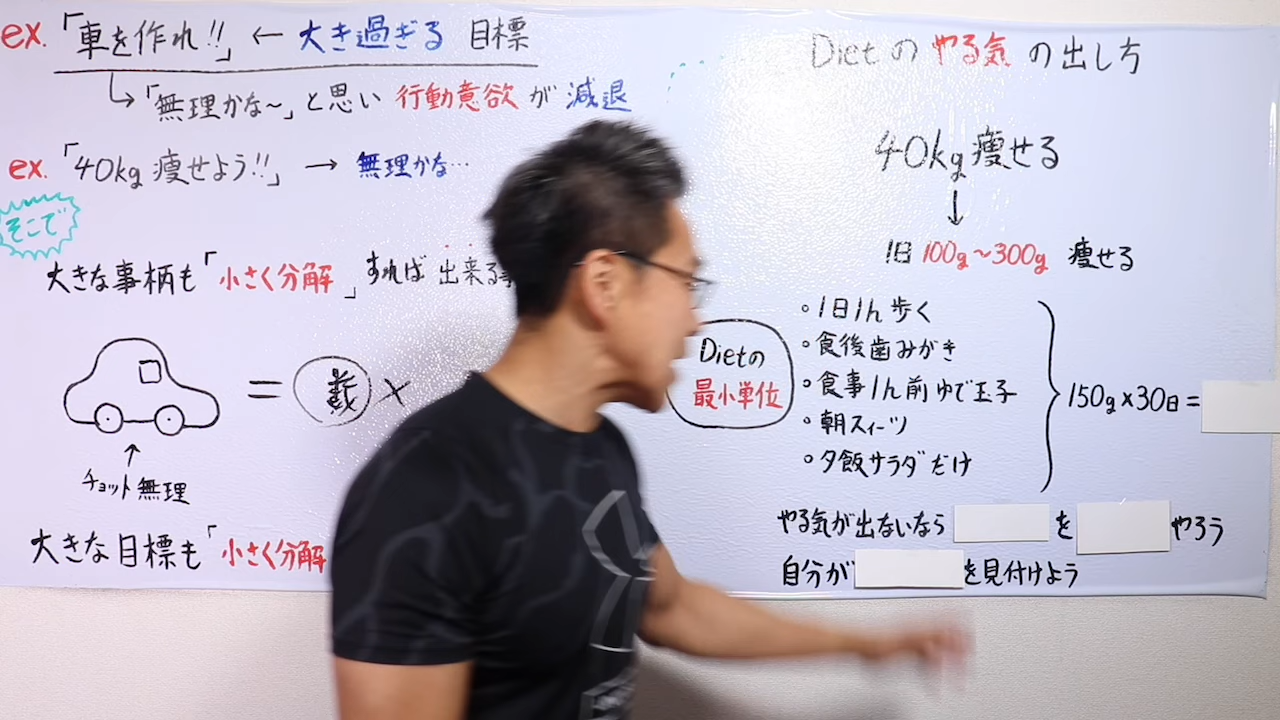 ex.「車を作れ!!」← 大き過ぎる 目標
「無理かな~」と思い 行動意欲 が 減退
ex.「40kg 痩せよう!!」→ 無理かな…
そこで
大きな事柄も「小さく分解」すれば 出来る
= ×
チョット無理
大きな目標も「小さく分解
Dietの やる気 の出し方
40kg痩せる
↓
1日 100g~300g 痩せる
Dietの
最小単位
。1日1h 歩く
。食後歯みがき
。食事1h前 ゆで玉子
。朝スィーツ
。夕飯サラダだけ
150g×30日=
やる気が出ないなら を やろう
自分が を見付けよう